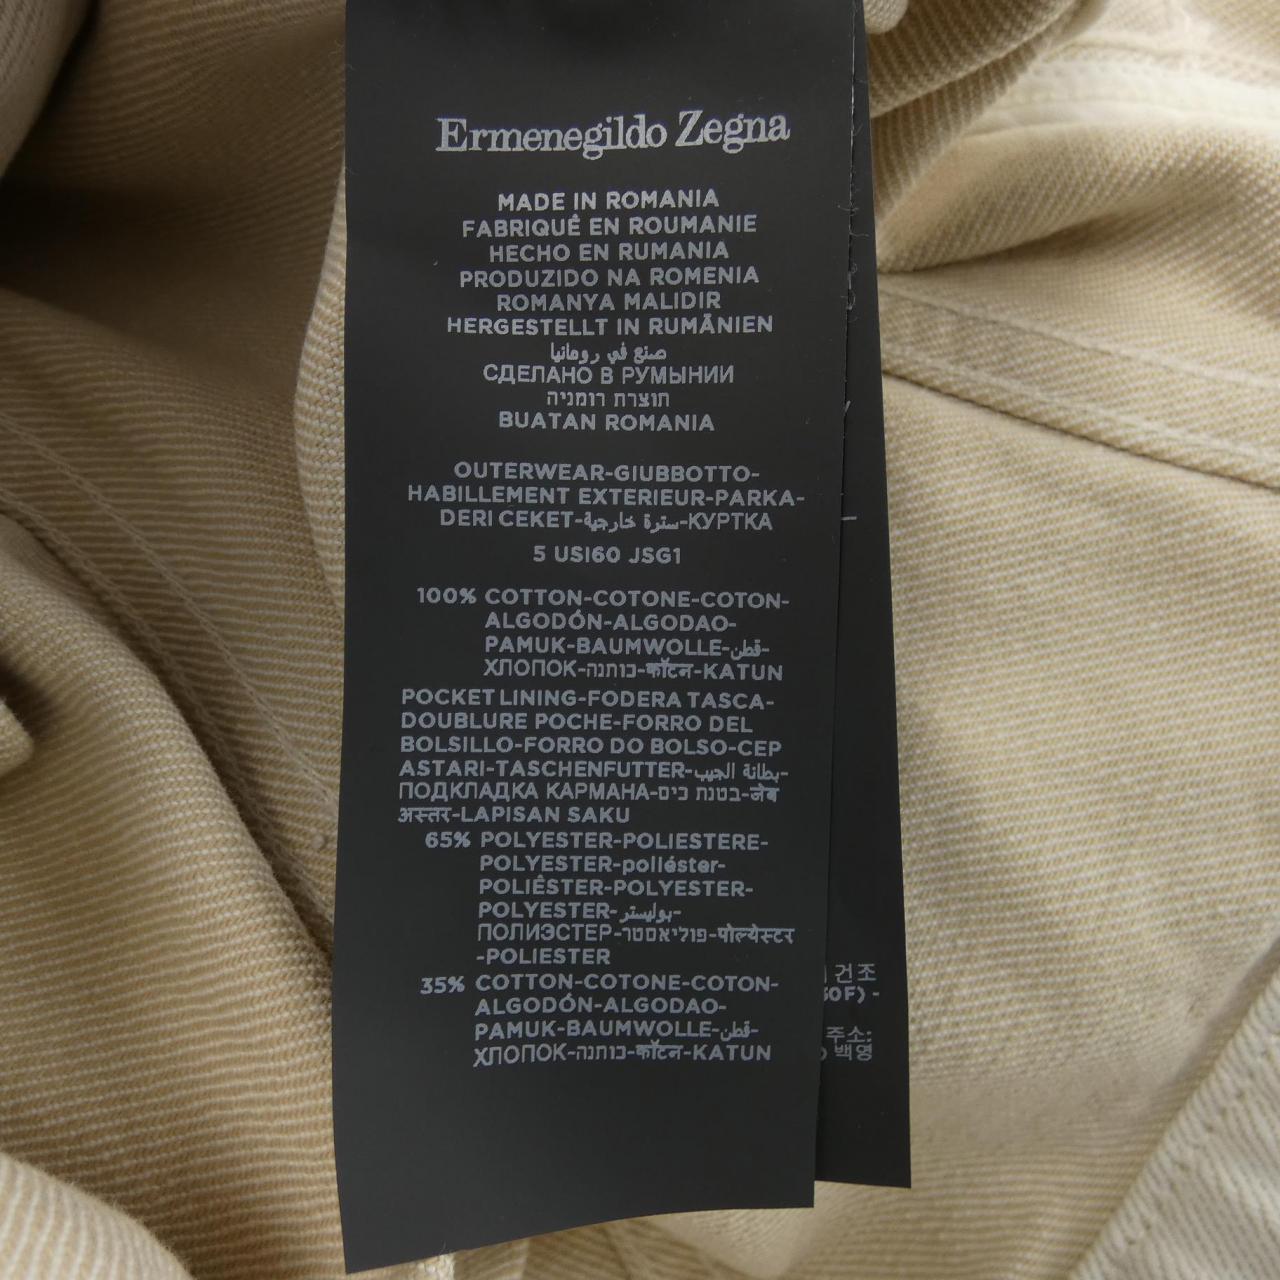 Ermenegildo Zegna
MADE IN ROMANIA
FABRIQUÊ EN ROUMANIE
HECHO EN RUMANIA
PRODUZIDO NA ROMENIA
ROMANYA MALIDIR
HERGESTELLT IN RUMĀNIEN
صنع في رومانيا
СДЕЛАНО В РУМЫНИИ
תוצרת רומניה
BUATAN ROMANIA
OUTERWEAR-GIUBBOTTO-
HABILLEMENT EXTERIEUR-PARKA-
DERI CEKET-سترة خارجية-КУРТКА
5 USI60 JSG1
100% COTTON-COTONE-COTON-
ALGODÓN-ALGODAO-
PAMUK-BAUMWOLLE-قطن-
ХЛОПОК-כותנה-कॉटन-KATUN
POCKET LINING-FODERA TASCA-
DOUBLURE POCHE-FORRO DEL
BOLSILLO-FORRO DO BOLSO-CEP
ASTARI-TASCHENFUTTER-بطانة الجيب-
ПОДКЛАДКА КАРМАНА-בטנת כיס-जेब
अस्तर-LAPISAN SAKU
65% POLYESTER-POLIESTERE-
POLYESTER-poliéster-
POLIÊSTER-POLYESTER-
POLYESTER-بوليستر-
ПОЛИЭСТЕР-פוליאסטר-पोल्येस्टर
-POLIESTER
35% COTTON-COTONE-COTON-
ALGODÓN-ALGODAO-
PAMUK-BAUMWOLLE-قطن-
ХЛОПОК-כותנה-कॉटन-KATUN
건조
0F) -
주소:
백영